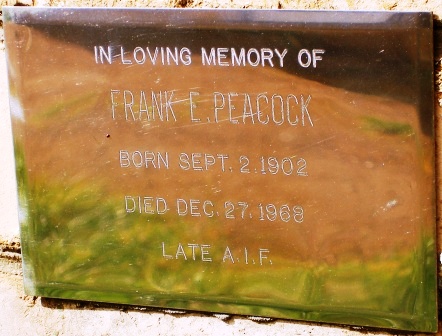 IN LOVING MEMORY OF
FRANK E. PEACOCK
BORN SEPT. 2. 1902
DIED DEC. 27. 1968
LATE A.I.F.